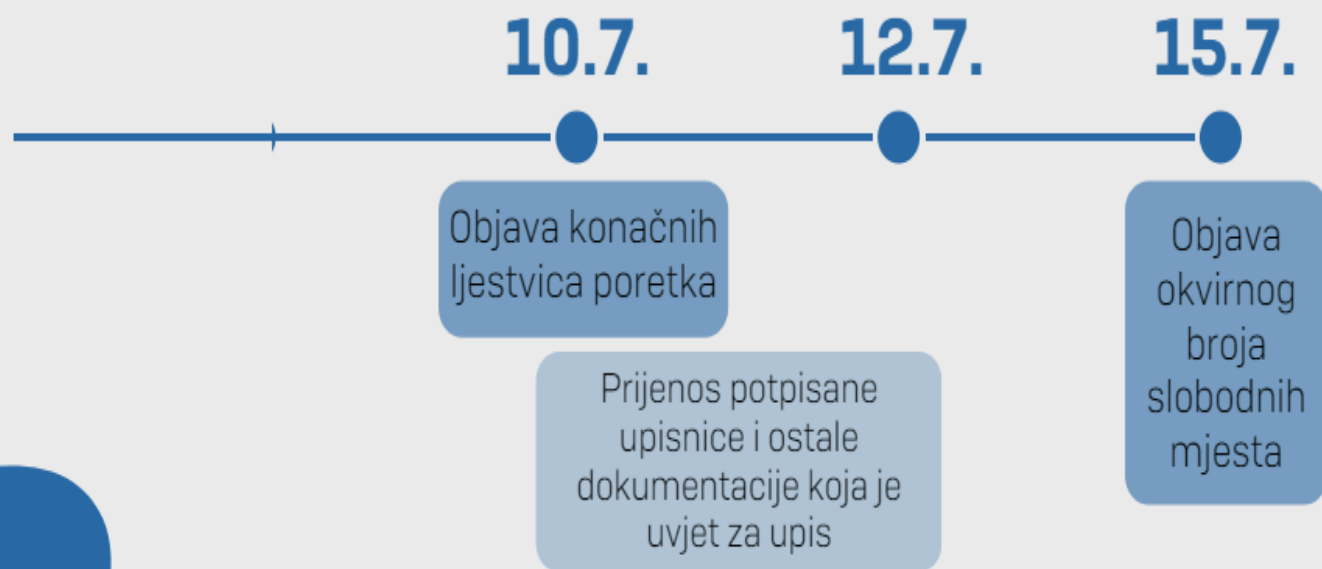 10.7.
12.7.
15.7.
Objava konačnih
ljestvica poretka
Prijenos potpisane
upisnice i ostale
dokumentacije koja je
uvjet za upis
Objava
okvirnog
broja
slobodnih
mjesta